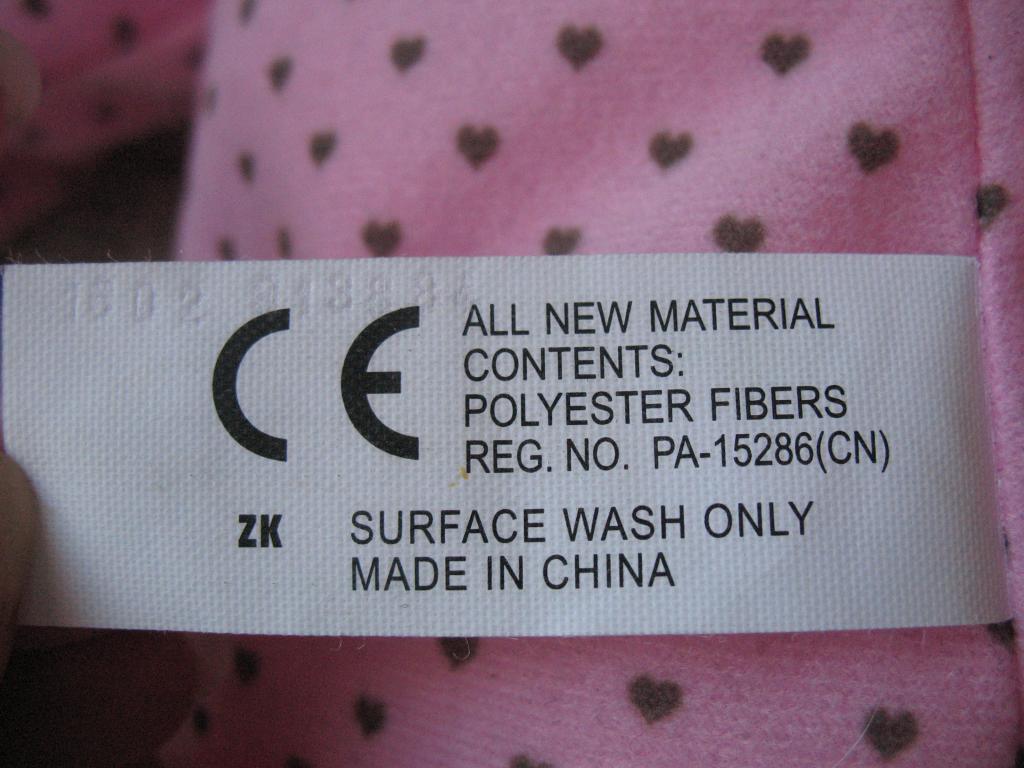 CE
ALL NEW MATERIAL
CONTENTS:
POLYESTER FIBERS
REG. NO. PA-15286(CN)
ZK SURFACE WASH ONLY
MADE IN CHINA